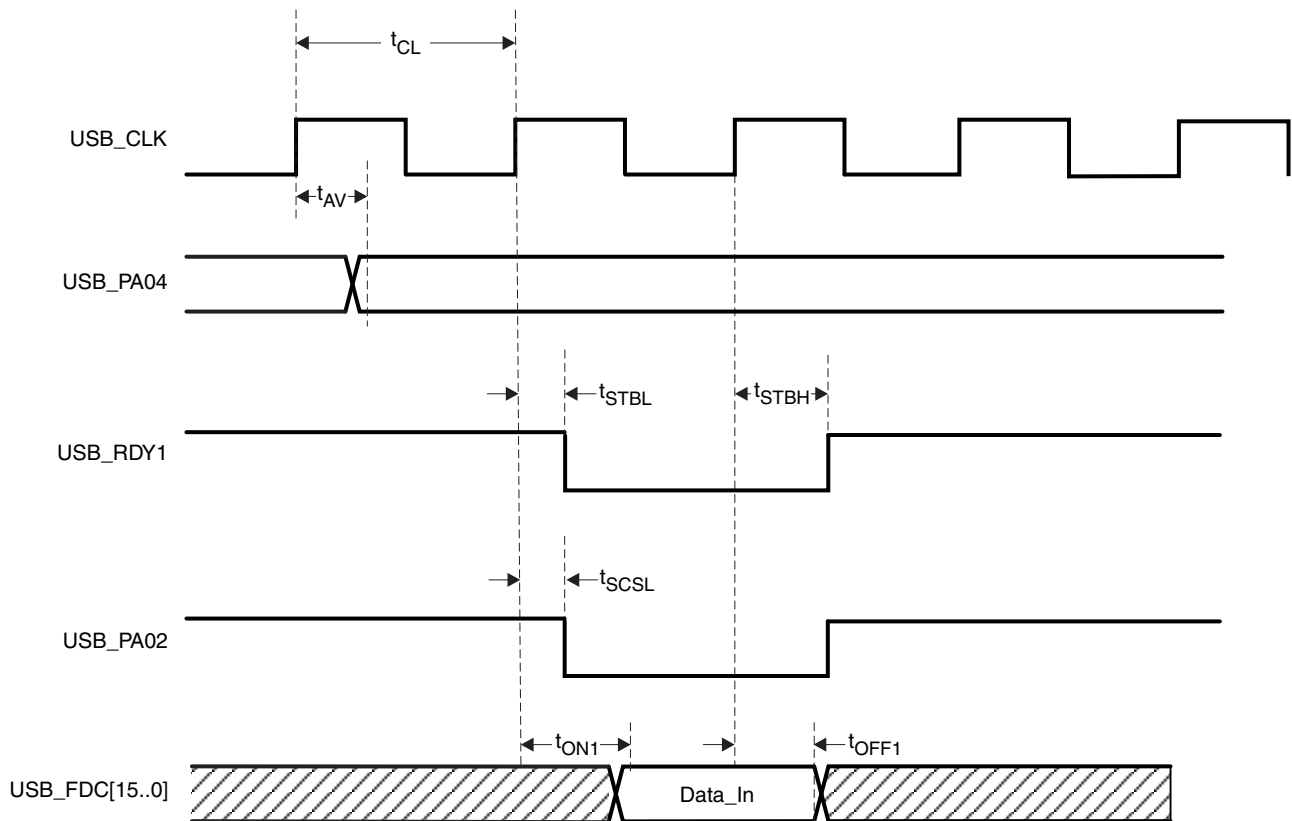 tCL
USB_CLK
tAV
USB_PA04
tSTBL
tSTBH
USB_RDY1
tSCSL
USB_PA02
tON1
tOFF1
USB_FDC[15..0]
Data_In